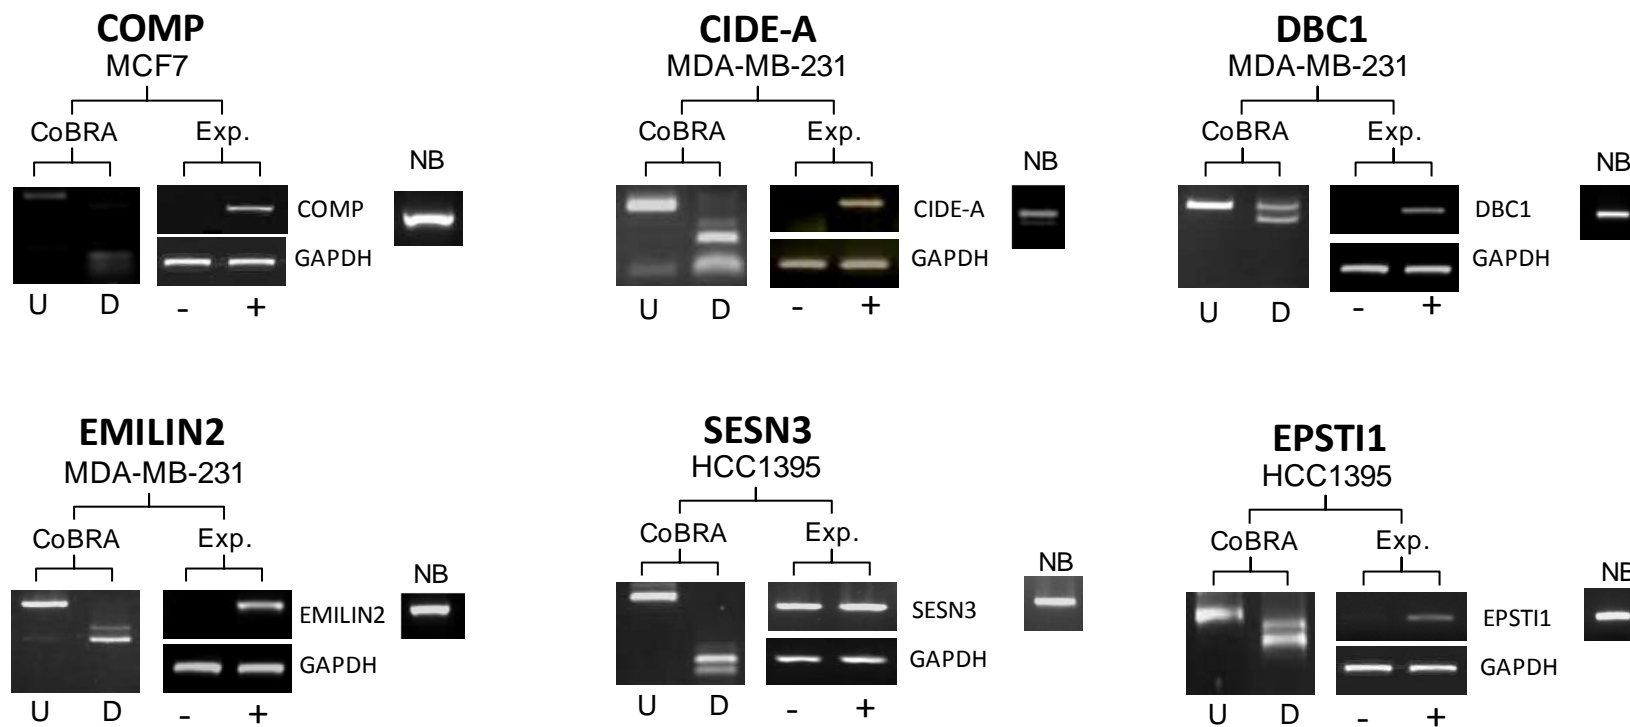 COMP
MCF7
CoBRA Exp.
NB
COMP
GAPDH
U D - +
CIDE-A
MDA-MB-231
CoBRA Exp.
NB
CIDE-A
GAPDH
U D - +
DBC1
MDA-MB-231
CoBRA Exp.
NB
DBC1
GAPDH
U D - +
EMILIN2
MDA-MB-231
CoBRA Exp.
NB
EMILIN2
GAPDH
U D - +
SESN3
HCC1395
CoBRA Exp.
NB
SESN3
GAPDH
U D - +
EPSTI1
HCC1395
CoBRA Exp.
NB
EPSTI1
GAPDH
U D - +